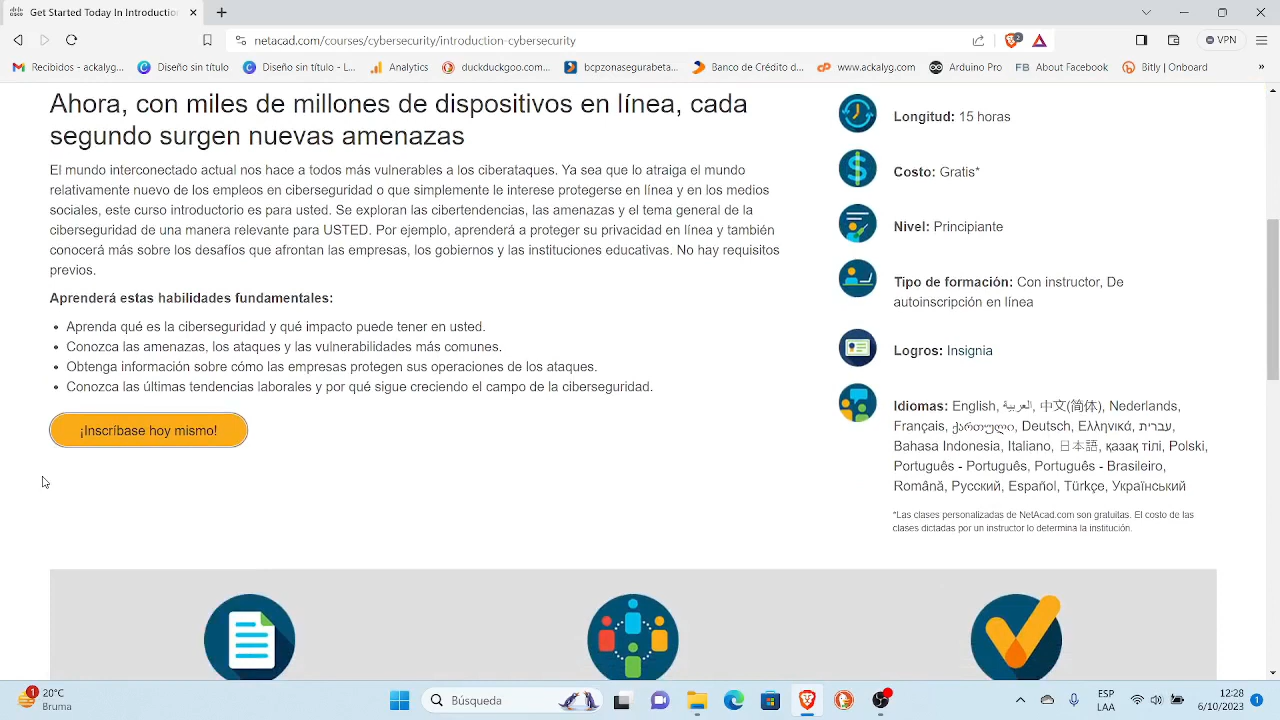 Get Started Today In Introduction
netacad.com/courses/cybersecurity/introduction-cybersecurity
2
VPN
Recibidos - ackalyg...
Diseño sin título
Diseño sin título - L...
Analytics
duckduckgo.com...
bcpzonasegurabeta...
Banco de Crédito d...
www.ackalyg.com
Arduino Por
FB About Facebook
Bitly | Onboard
Ahora, con miles de millones de dispositivos en línea, cada
segundo surgen nuevas amenazas
El mundo interconectado actual nos hace a todos más vulnerables a los ciberataques. Ya sea que lo atraiga el mundo
relativamente nuevo de los empleos en ciberseguridad o que simplemente le interese protegerse en línea y en los medios
sociales, este curso introductorio es para usted. Se exploran las cibertendencias, las amenazas y el tema general de la
ciberseguridad de una manera relevante para USTED. Por ejemplo, aprenderá a proteger su privacidad en línea y también
conocerá más sobre los desafíos que afrontan las empresas, los gobiernos y las instituciones educativas. No hay requisitos
previos.
Aprenderá estas habilidades fundamentales:
• Aprenda qué es la ciberseguridad y qué impacto puede tener en usted.
• Conozca las amenazas, los ataques y las vulnerabilidades más comunes.
• Obtenga información sobre cómo las empresas protegen sus operaciones de los ataques.
• Conozca las últimas tendencias laborales y por qué sigue creciendo el campo de la ciberseguridad.
¡Inscríbase hoy mismo!
Longitud: 15 horas
Costo: Gratis*
Nivel: Principiante
Tipo de formación: Con instructor, De
autoinscripción en línea
Logros: Insignia
Idiomas: English, العربية, 中文(简体), Nederlands,
Français, ქართული, Deutsch, Ελληνικά, עברית,
Bahasa Indonesia, Italiano, 日本語, қазақ тілі, Polski,
Português - Português, Português - Brasileiro,
Română, Русский, Español, Türkçe, Український
*Las clases personalizadas de NetAcad.com son gratuitas. El costo de las
clases dictadas por un instructor lo determina la institución.
1
20°C
Bruma
Búsqueda
ESP
LAA
12:28
6/10/2023
1